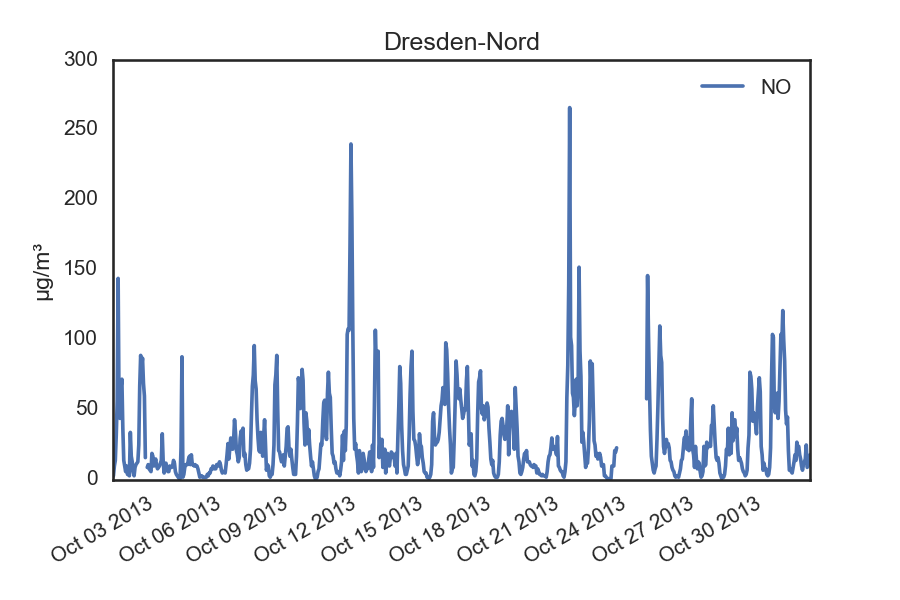 Dresden-Nord
NO
µg/m³
300
250
200
150
100
50
0
Oct 03 2013
Oct 06 2013
Oct 09 2013
Oct 12 2013
Oct 15 2013
Oct 18 2013
Oct 21 2013
Oct 24 2013
Oct 27 2013
Oct 30 2013